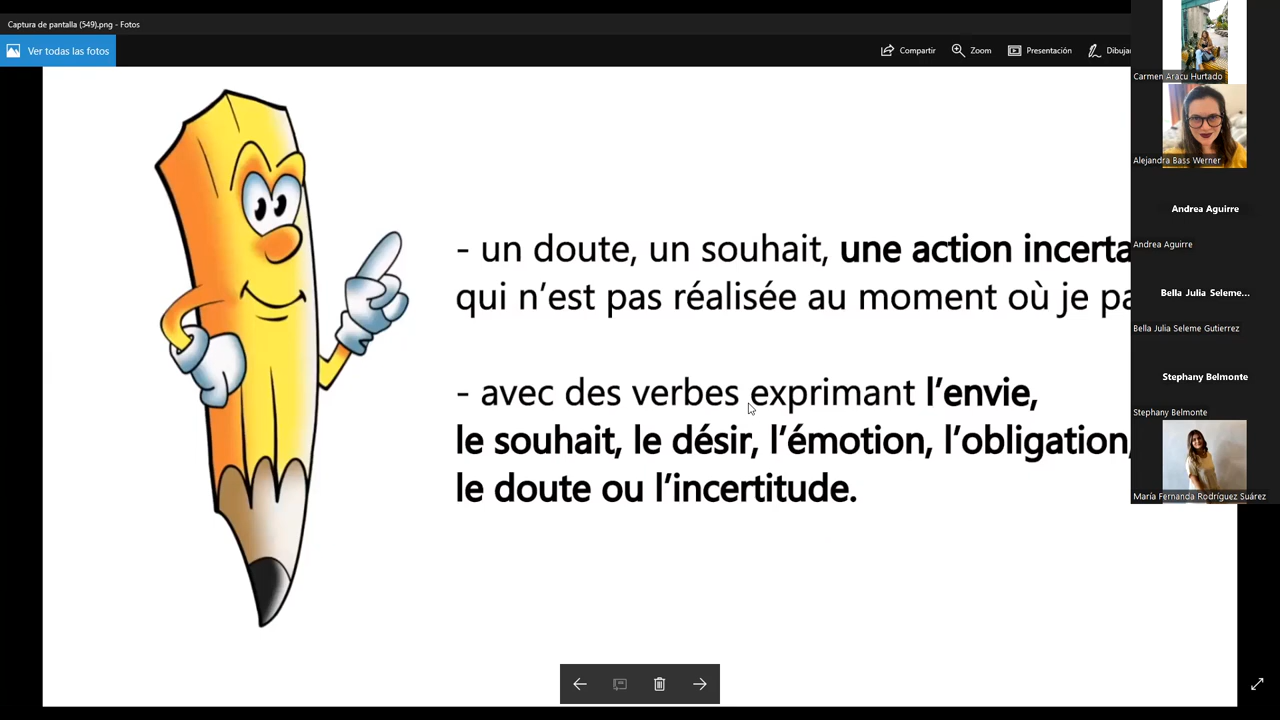 Captura de pantalla (549).png - Fotos
Ver todas las fotos
Compartir
Zoom
Presentación
- un doute, un souhait, une action
qui n'est pas réalisée au moment où je
- avec des verbes exprimant l'envie,
le souhait, le désir, l'émotion, l'obligation,
le doute ou l'incertitude.
Carmen Aracu Hurtado
Alejandra Bass Werner
Andrea Aguirre
Andrea Aguirre
Bella Julia Seleme...
Bella Julia Seleme Gutierrez
Stephany Belmonte
Stephany Belmonte
María Fernanda Rodríguez Suárez